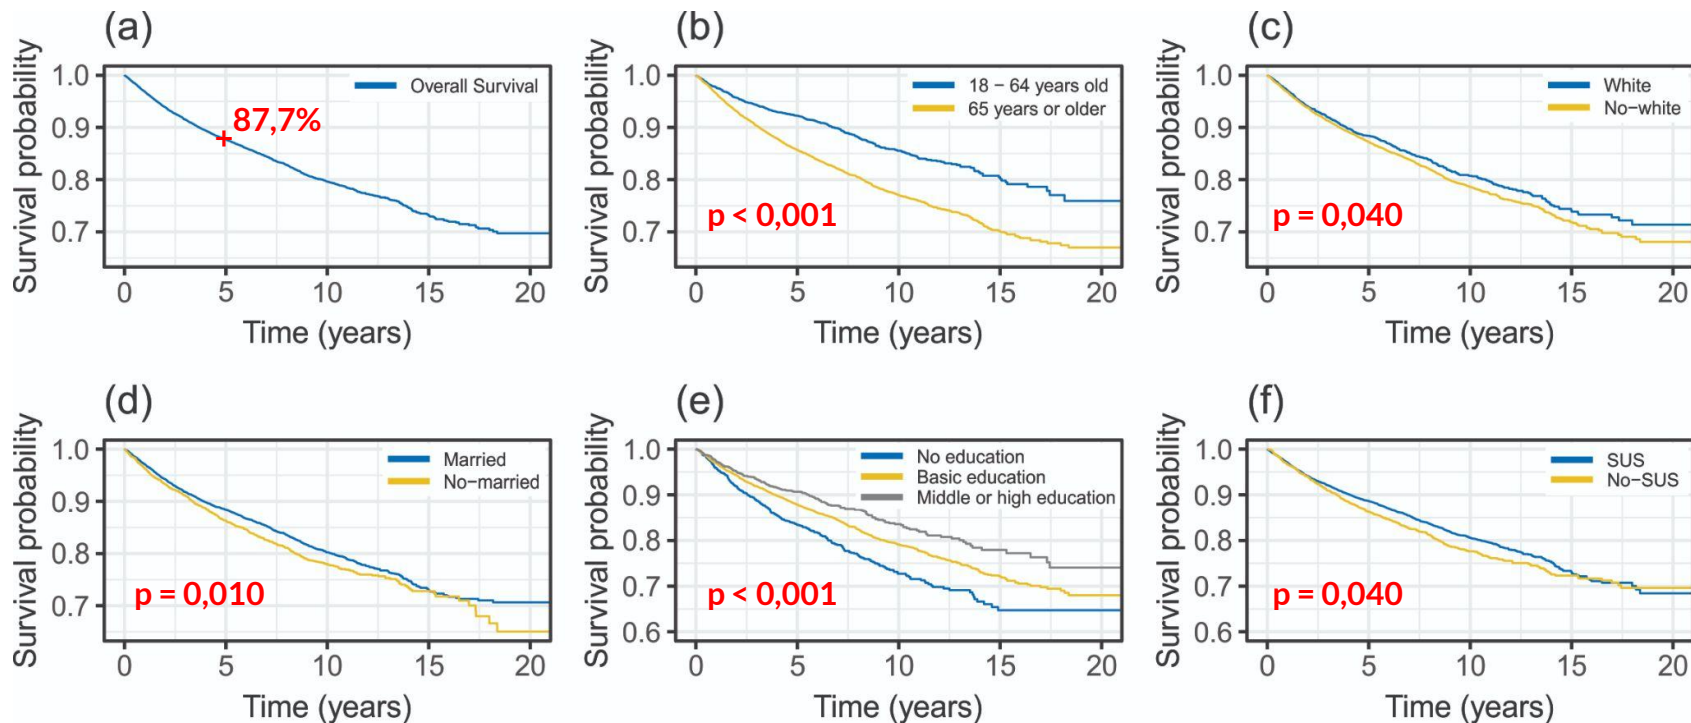 (a)
Survival probability
1.0
0.9
0.8
0.7
Overall Survival
87,7%
0 5 10 15 20
Time (years)
(b)
Survival probability
1.0
0.9
0.8
0.7
18 – 64 years old
65 years or older
p < 0,001
0 5 10 15 20
Time (years)
(c)
Survival probability
1.0
0.9
0.8
0.7
White
No−white
p = 0,040
0 5 10 15 20
Time (years)
(d)
Survival probability
1.0
0.9
0.8
0.7
Married
No−married
p = 0,010
0 5 10 15 20
Time (years)
(e)
Survival probability
1.0
0.9
0.8
0.7
0.6
No education
Basic education
Middle or high education
p < 0,001
0 5 10 15 20
Time (years)
(f)
Survival probability
1.0
0.9
0.8
0.7
0.6
SUS
No−SUS
p = 0,040
0 5 10 15 20
Time (years)